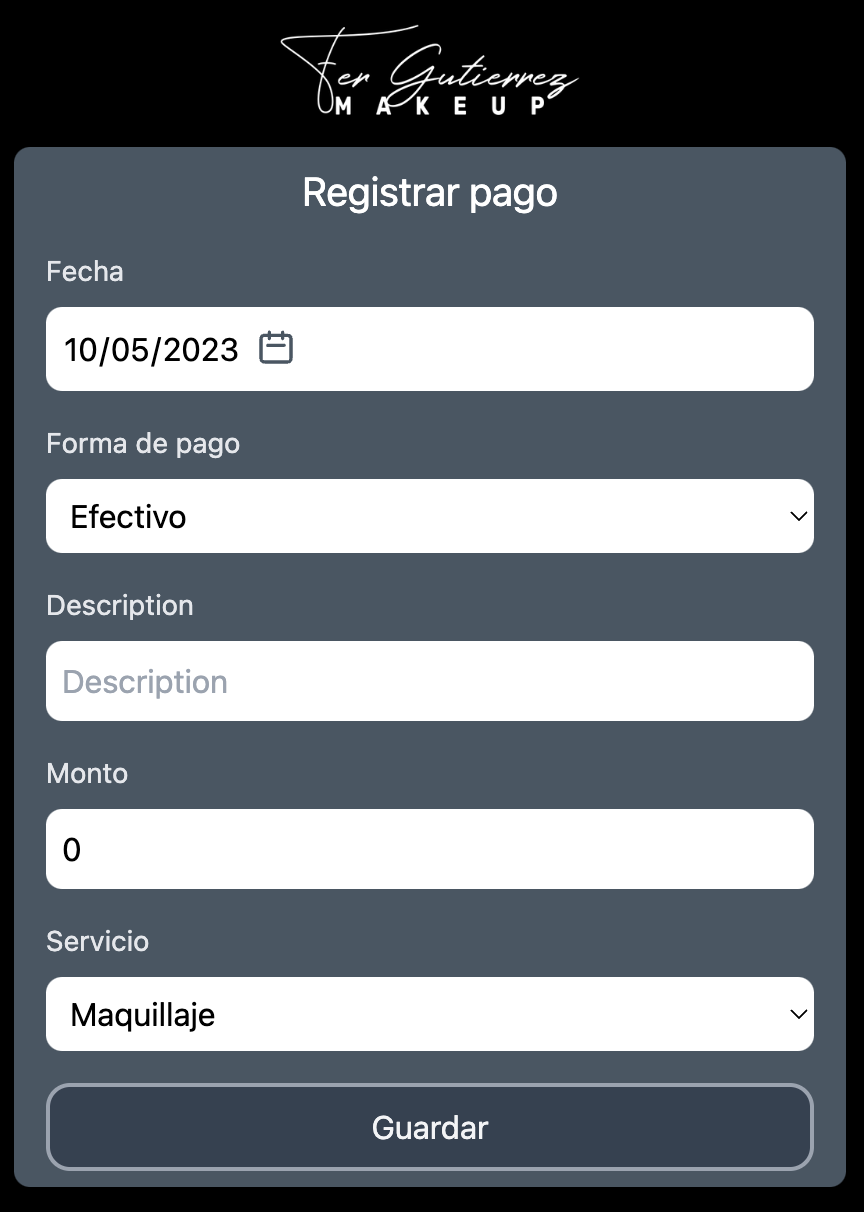 Fer Gutierrez
MAKEUP
Registrar pago
Fecha
10/05/2023
Forma de pago
Efectivo
Description
Description
Monto
0
Servicio
Maquillaje
Guardar